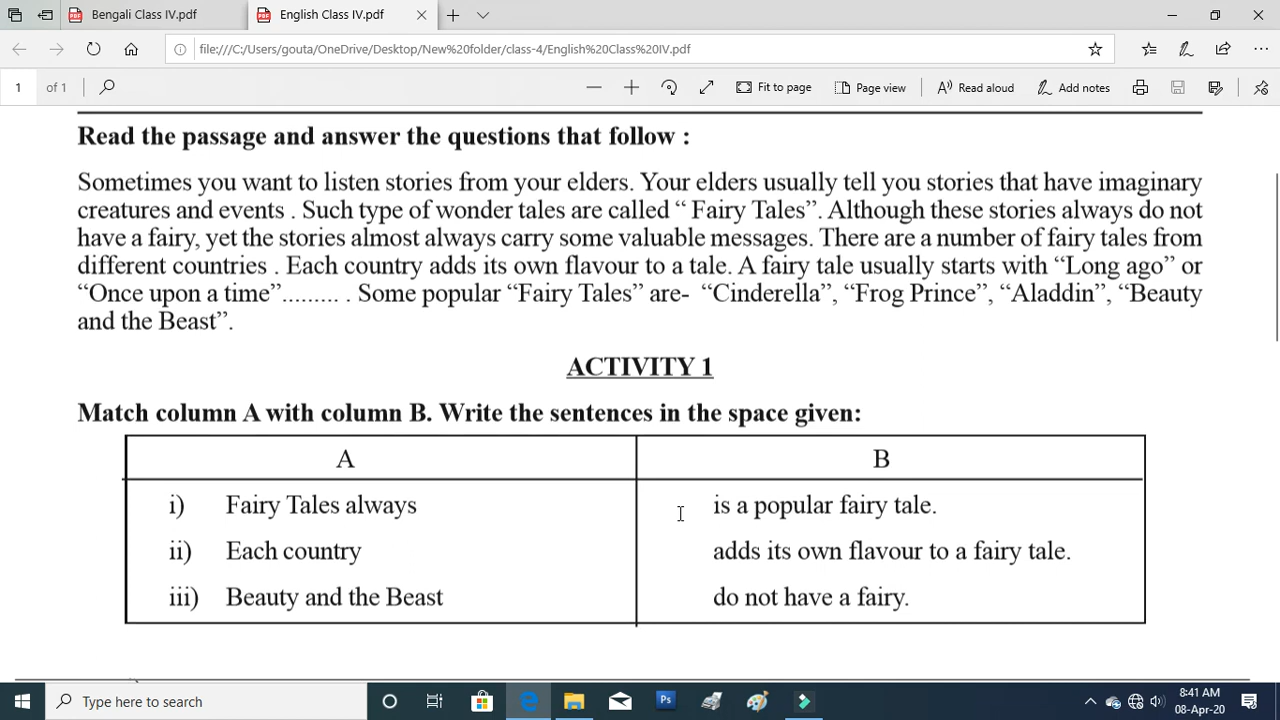 Bengali Class IV.pdf
English Class IV.pdf
file:///C:/Users/gouta/OneDrive/Desktop/New%20folder/class-4/English%20Class%20IV.pdf
1 of 1 Fit to page Page view Read aloud Add notes
Read the passage and answer the questions that follow :
Sometimes you want to listen stories from your elders. Your elders usually tell you stories that have imaginary
creatures and events . Such type of wonder tales are called “ Fairy Tales”. Although these stories always do not
have a fairy, yet the stories almost always carry some valuable messages. There are a number of fairy tales from
different countries . Each country adds its own flavour to a tale. A fairy tale usually starts with “Long ago” or
“Once upon a time”......... . Some popular “Fairy Tales” are- “Cinderella”, “Frog Prince”, “Aladdin”, “Beauty
and the Beast”.
ACTIVITY 1
Match column A with column B. Write the sentences in the space given:
A B
i) Fairy Tales always is a popular fairy tale.
ii) Each country adds its own flavour to a fairy tale.
iii) Beauty and the Beast do not have a fairy.
Type here to search
Ps
8:41 AM
08-Apr-20